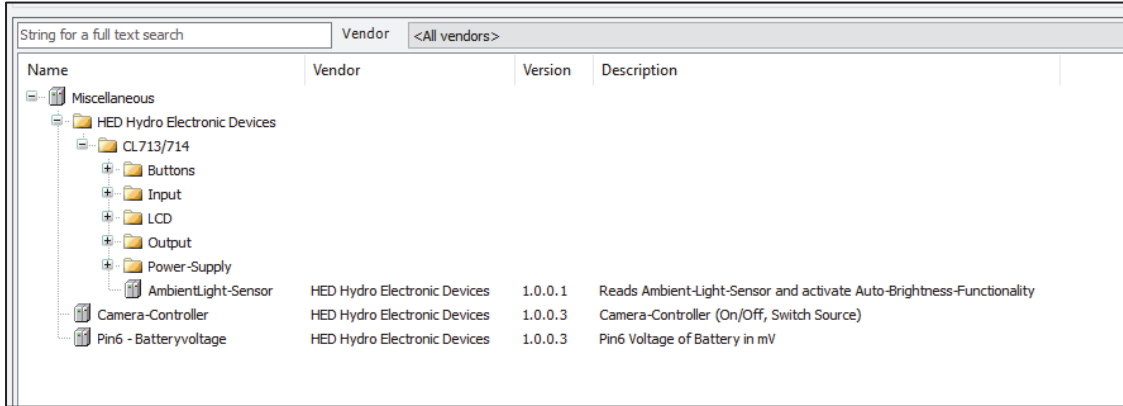 String for a full text search Vendor <All vendors>
Name Vendor Version Description
Miscellaneous
HED Hydro Electronic Devices
CL713/714
Buttons
Input
LCD
Output
Power-Supply
AmbientLight-Sensor HED Hydro Electronic Devices 1.0.0.1 Reads Ambient-Light-Sensor and activate Auto-Brightness-Functionality
Camera-Controller HED Hydro Electronic Devices 1.0.0.3 Camera-Controller (On/Off, Switch Source)
Pin6 - Batteryvoltage HED Hydro Electronic Devices 1.0.0.3 Pin6 Voltage of Battery in mV